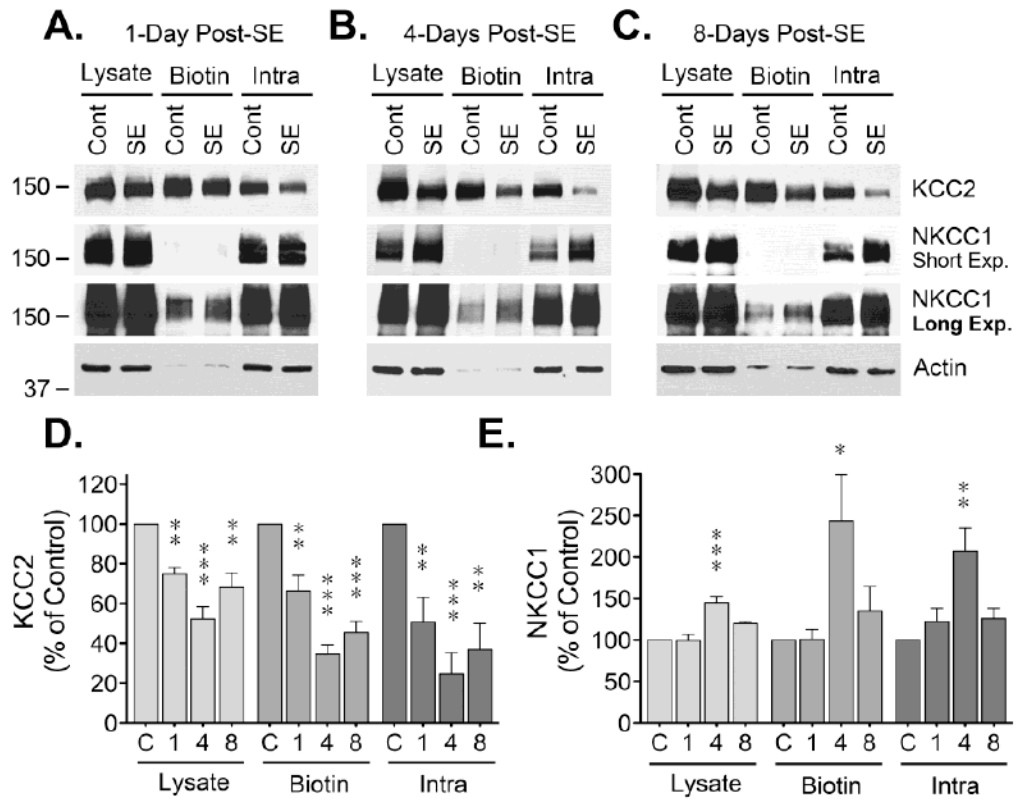 A. 1-Day Post-SE
B. 4-Days Post-SE
C. 8-Days Post-SE
Lysate Biotin Intra
Lysate Biotin Intra
Lysate Biotin Intra
Cont SE Cont SE Cont SE
Cont SE Cont SE Cont SE
Cont SE Cont SE Cont SE
150 – KCC2
150 – NKCC1
Short Exp.
150 – NKCC1
Long Exp.
37 – Actin
D.
KCC2
(% of Control)
120
100
80
60
40
20
0
** *** **
** *** ***
** *** **
C 1 4 8 C 1 4 8 C 1 4 8
Lysate Biotin Intra
E.
NKCC1
(% of Control)
300
250
200
150
100
50
0
*** * **
C 1 4 8 C 1 4 8 C 1 4 8
Lysate Biotin Intra